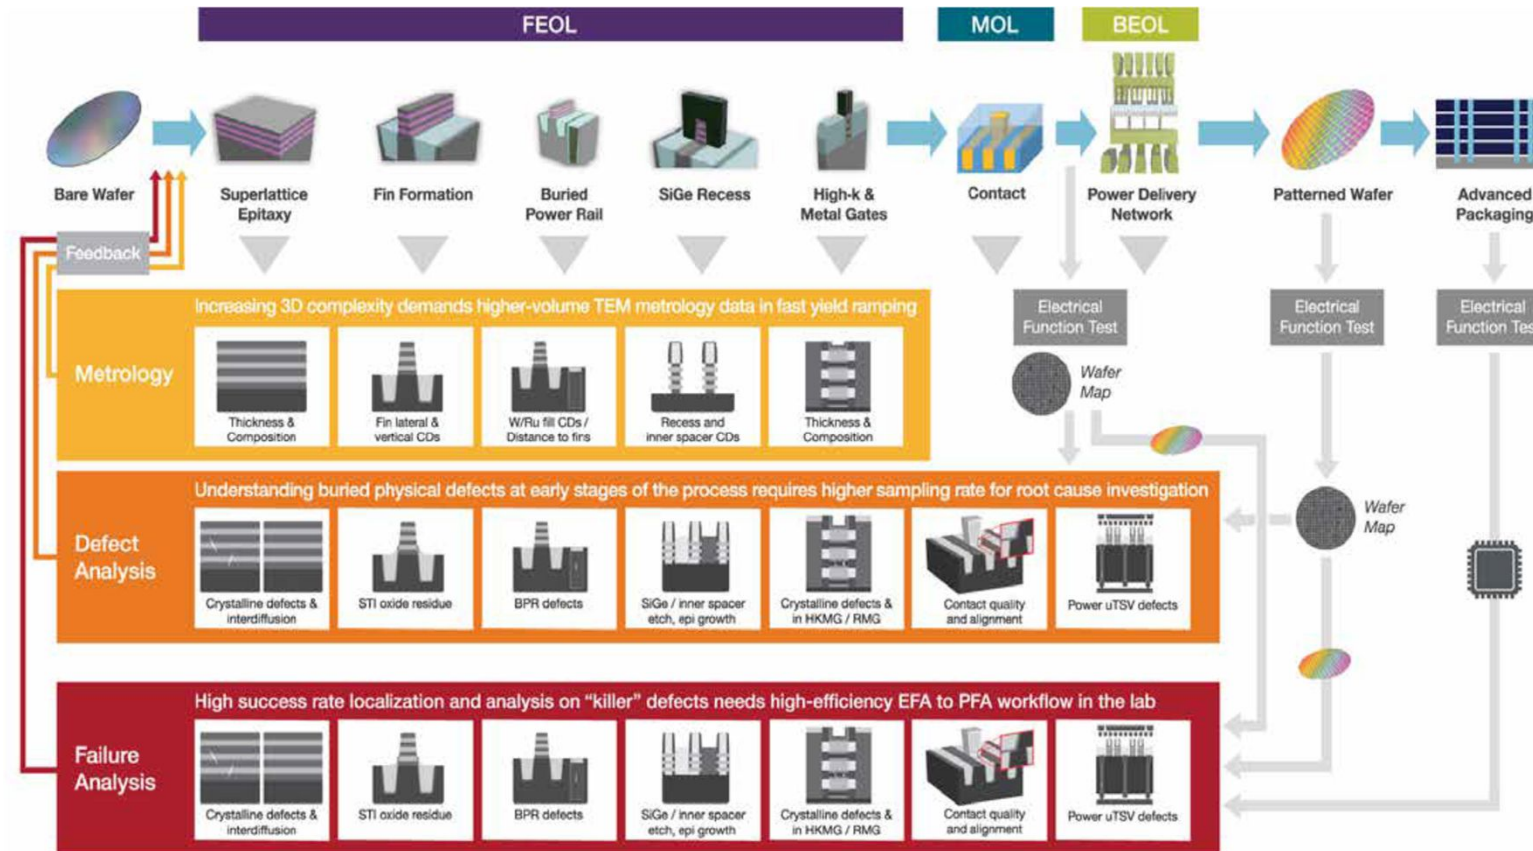 FEOL
MOL
BEOL
Bare Wafer
Superlattice
Epitaxy
Fin Formation
Buried
Power Rail
SiGe Recess
High-k &
Metal Gates
Contact
Power Delivery
Network
Patterned Wafer
Advanced
Packaging
Feedback
Electrical
Function Test
Electrical
Function Test
Electrical
Function Tes
Increasing 3D complexity demands higher-volume TEM metrology data in fast yield ramping
Metrology
Thickness &
Composition
Fin lateral &
vertical CDs
W/Ru fill CDs /
Distance to fins
Recess and
inner spacer CDs
Thickness &
Composition
Wafer
Map
Understanding buried physical defects at early stages of the process requires higher sampling rate for root cause investigation
Defect
Analysis
Crystalline defects &
interdiffusion
STI oxide residue
BPR defects
SiGe / inner spacer
etch, epi growth
Crystalline defects &
in HKMG / RMG
Contact quality
and alignment
Power uTSV defects
Wafer
Map
High success rate localization and analysis on “killer” defects needs high-efficiency EFA to PFA workflow in the lab
Failure
Analysis
Crystalline defects &
interdiffusion
STI oxide residue
BPR defects
SiGe / inner spacer
etch, epi growth
Crystalline defects &
in HKMG / RMG
Contact quality
and alignment
Power uTSV defects